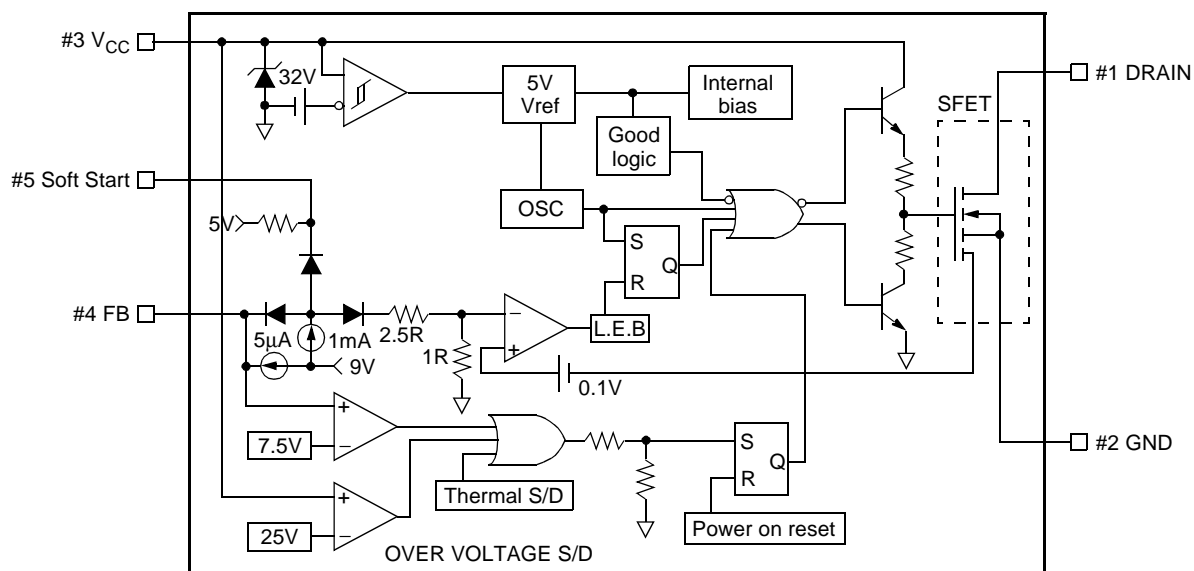 #3 VCC
32V
5V
Vref
Internal
bias
Good
logic
#1 DRAIN
SFET
#5 Soft Start
5V
OSC
S
R
Q
#4 FB
5μA
1mA
9V
2.5R
1R
−
+
L.E.B
0.1V
+
−
7.5V
Thermal S/D
S
R
Q
#2 GND
+
−
25V
Power on reset
OVER VOLTAGE S/D